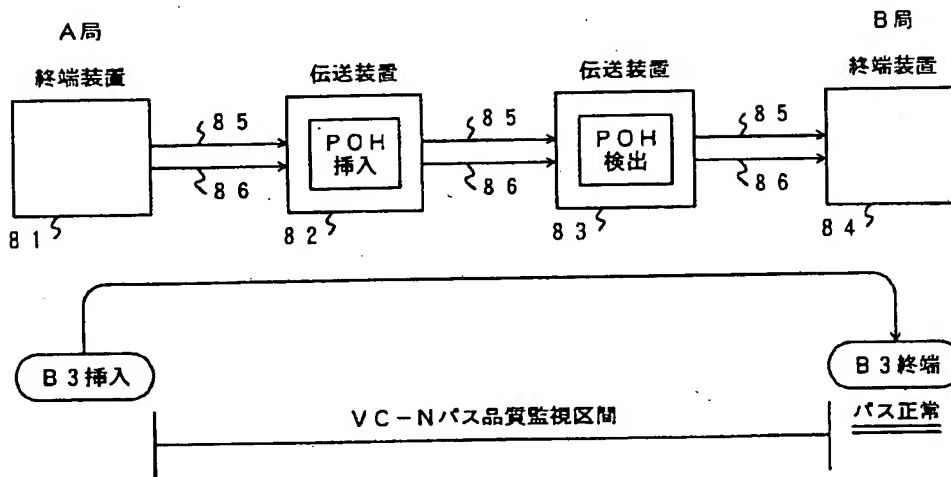 A局
B局
終端装置
伝送装置
伝送装置
終端装置
85
85
85
POH
挿入
POH
検出
86
86
86
81
82
83
84
B3挿入
B3終端
VC-Nパス品質監視区間
パス正常